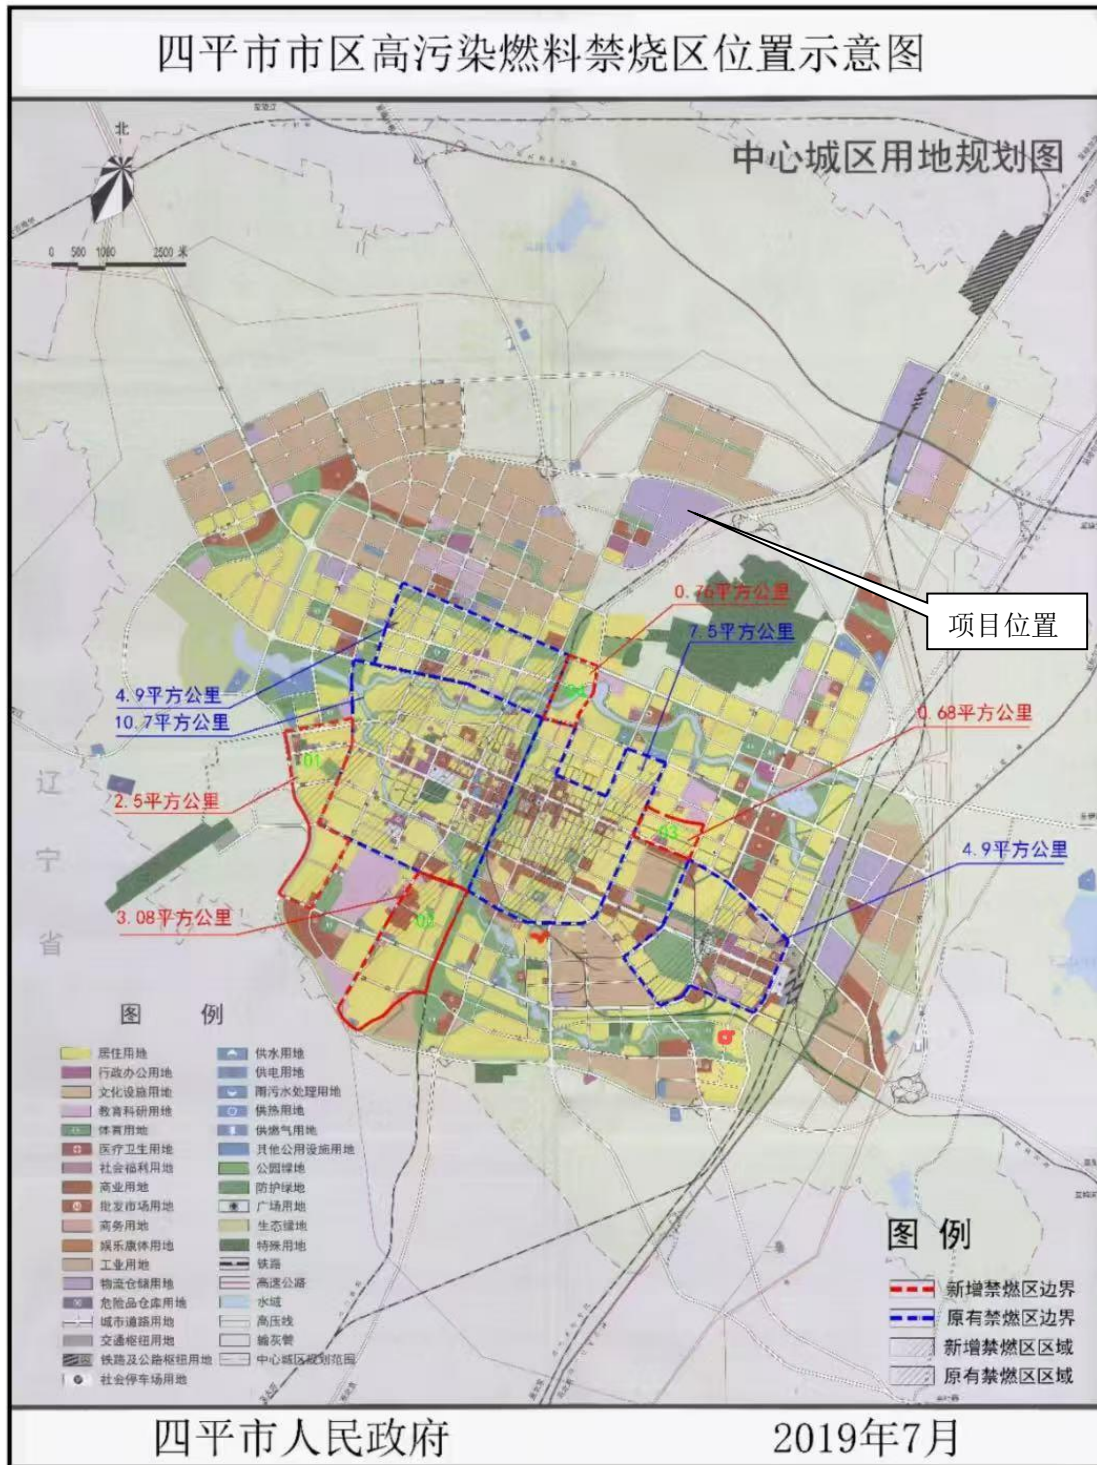 四平市市区高污染燃料禁烧区位置示意图
中心城区用地规划图
北
0 500 1000 2500 米
项目位置
0.76平方公里
7.5平方公里
4.9平方公里
10.7平方公里
0.68平方公里
2.5平方公里
4.9平方公里
3.08平方公里
01
02
03
04
辽
宁
省
图 例
居住用地
行政办公用地
文化设施用地
教育科研用地
体育用地
医疗卫生用地
社会福利用地
商业用地
批发市场用地
商务用地
娱乐康体用地
工业用地
物流仓储用地
危险品仓库用地
城市道路用地
交通枢纽用地
铁路及公路枢纽用地
社会停车场用地
供水用地
供电用地
雨污水处理用地
供热用地
供燃气用地
其他公用设施用地
公园绿地
防护绿地
广场用地
生态绿地
特殊用地
铁路
高速公路
水域
高压线
输灰管
中心城区规划范围
图 例
新增禁燃区边界
原有禁燃区边界
新增禁燃区区域
原有禁燃区区域
四平市人民政府
2019年7月